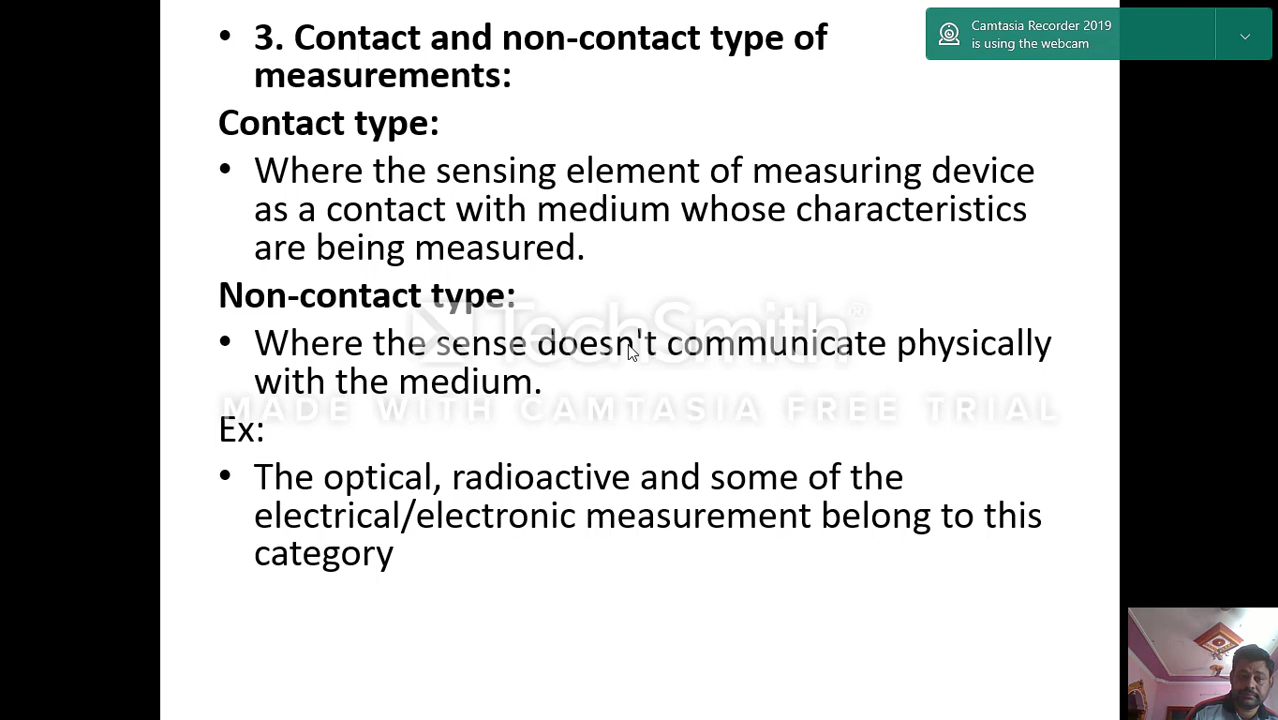 • 3. Contact and non-contact type of
measurements:
Camtasia Recorder 2019
is using the webcam
Contact type:
• Where the sensing element of measuring device
as a contact with medium whose characteristics
are being measured.
Non-contact type:
TechSmith®
• Where the sense doesn't communicate physically
with the medium.
MADE WITH CAMTASIA FREE TRIAL
Ex:
• The optical, radioactive and some of the
electrical/electronic measurement belong to this
category